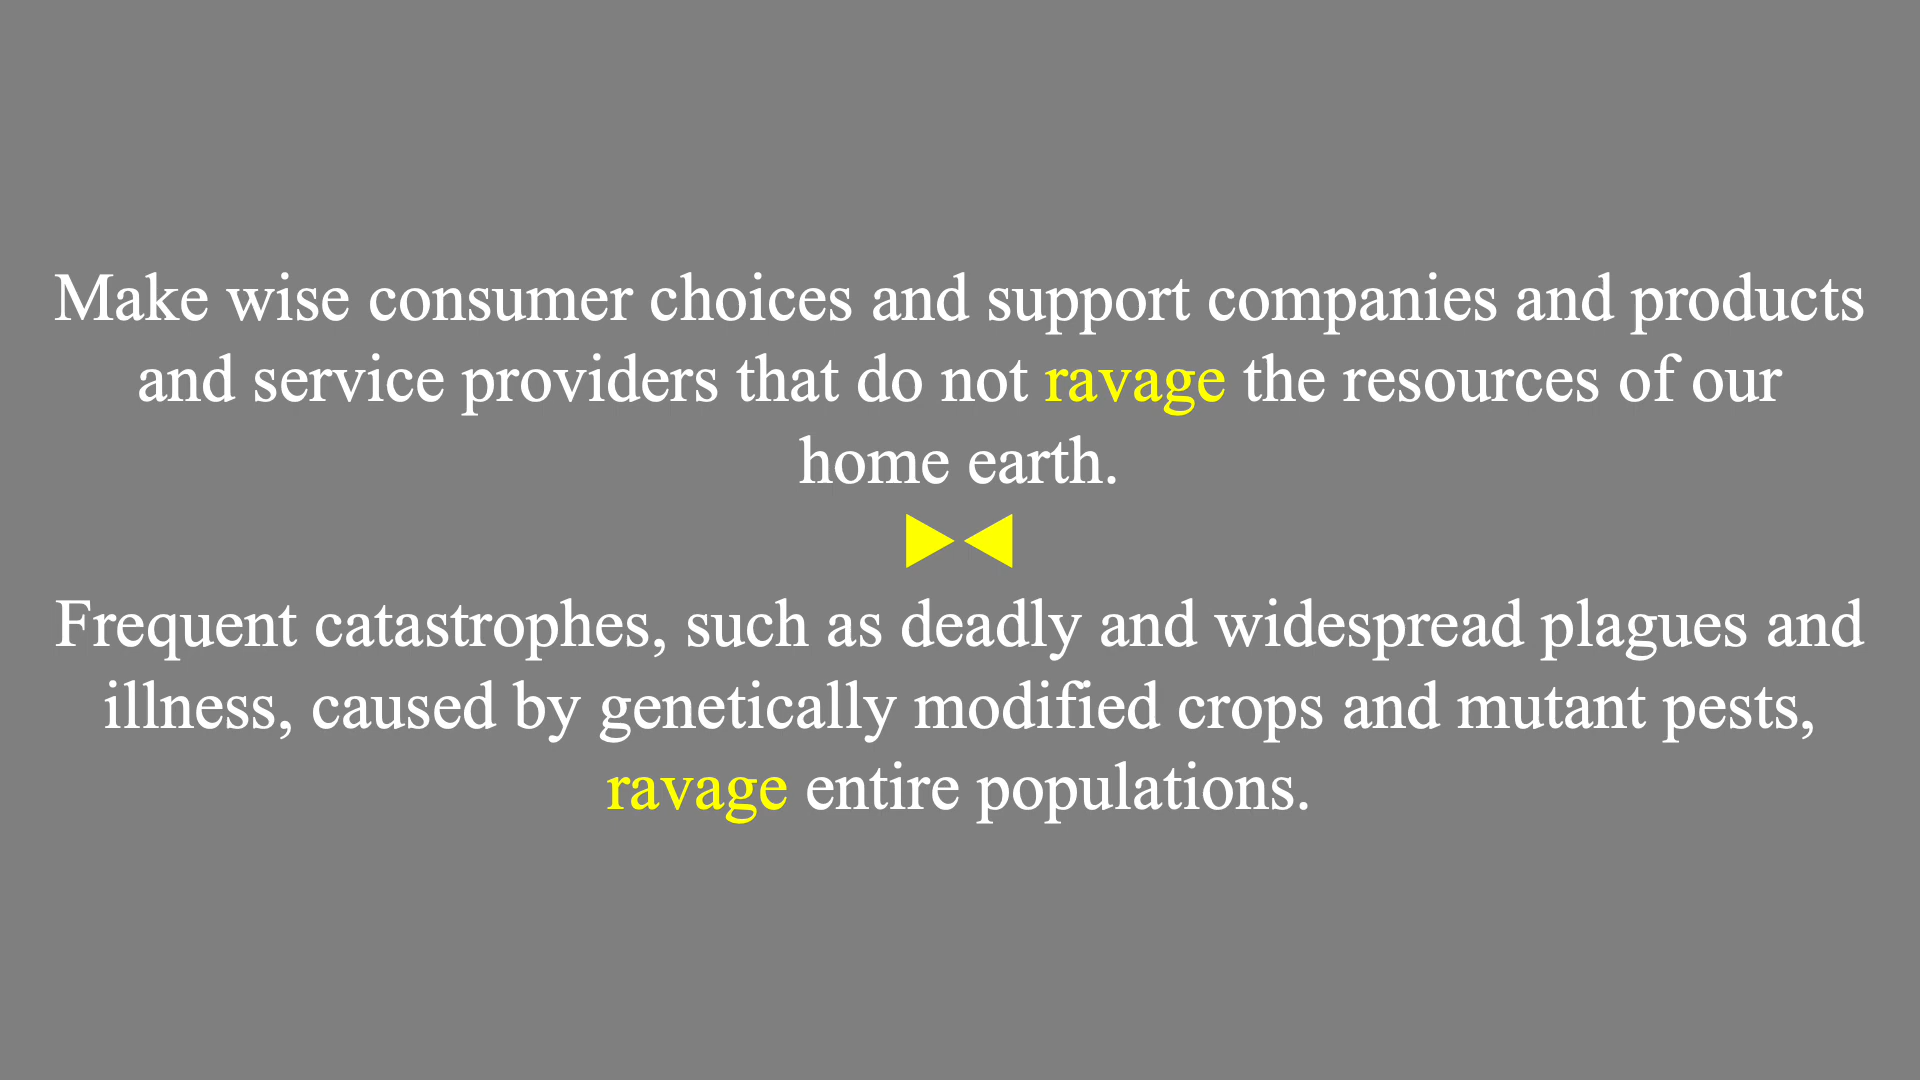 Make wise consumer choices and support companies and products
and service providers that do not ravage the resources of our
home earth.
Frequent catastrophes, such as deadly and widespread plagues and
illness, caused by genetically modified crops and mutant pests,
ravage entire populations.